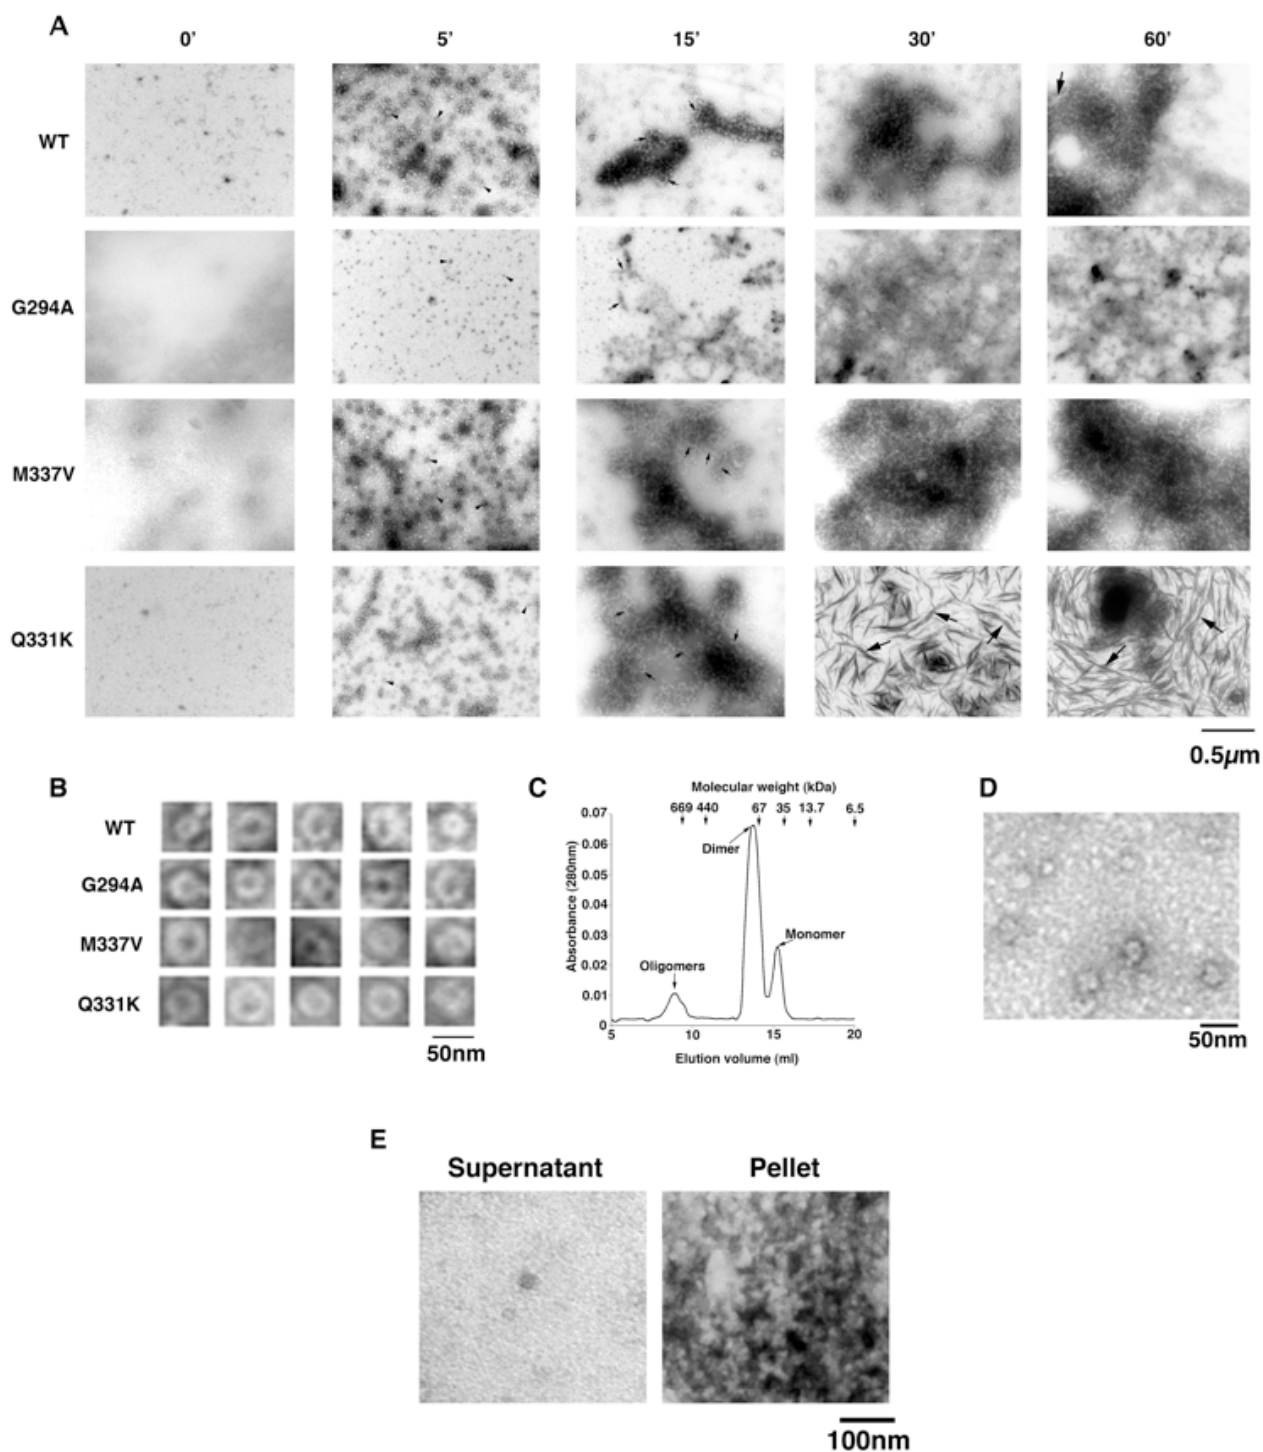 A
0' 5' 15' 30' 60'
WT
G294A
M337V
Q331K
0.5µm
B
WT
G294A
M337V
Q331K
50nm
C
Molecular weight (kDa)
669 440 67 35 13.7 6.5
Absorbance (280nm)
0.07
0.06
0.05
0.04
0.03
0.02
0.01
0
Dimer
Monomer
Oligomers
5 10 15 20
Elution volume (ml)
D
50nm
E
Supernatant Pellet
100nm